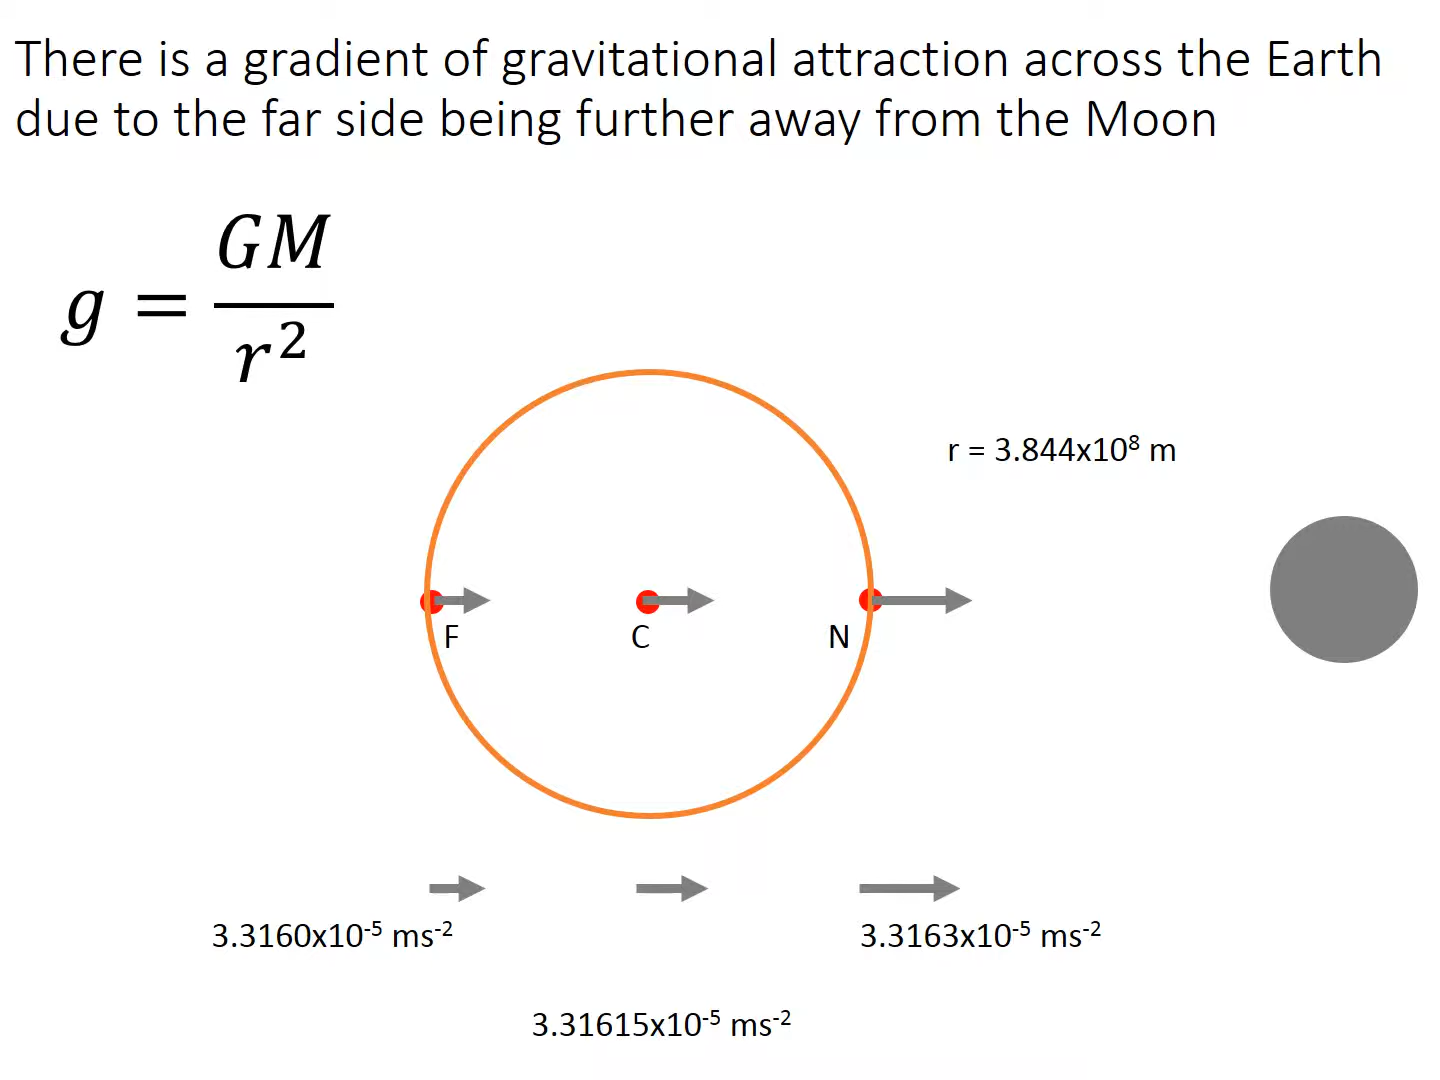 There is a gradient of gravitational attraction across the Earth
due to the far side being further away from the Moon
g = GM / r²
r = 3.844x10⁸ m
F
C
N
3.3160x10⁻⁵ ms⁻²
3.3163x10⁻⁵ ms⁻²
3.31615x10⁻⁵ ms⁻²